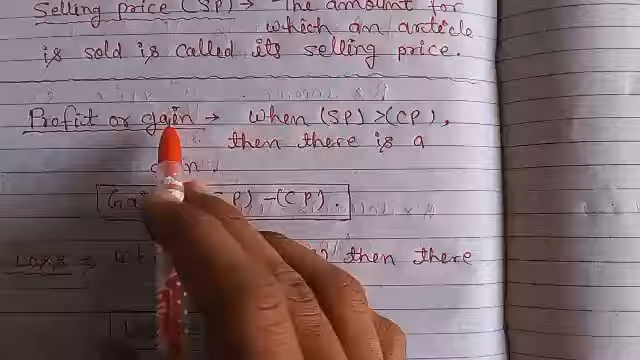 Selling price (SP) → The amount for
which an article
is sold is called its selling price.
Profit or gain → when (SP) > (CP),
then there is a
P) - (CP).
Loss = then there